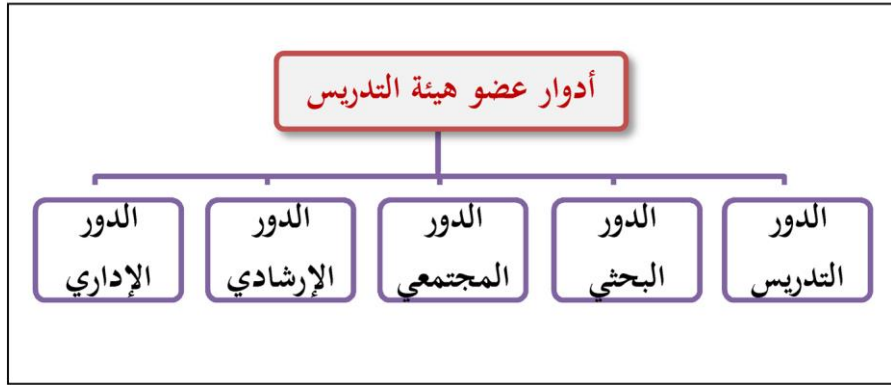 أدوار عضو هيئة التدريس
الدور
التدريس
الدور
البحثي
الدور
المجتمعي
الدور
الإرشادي
الدور
الإداري